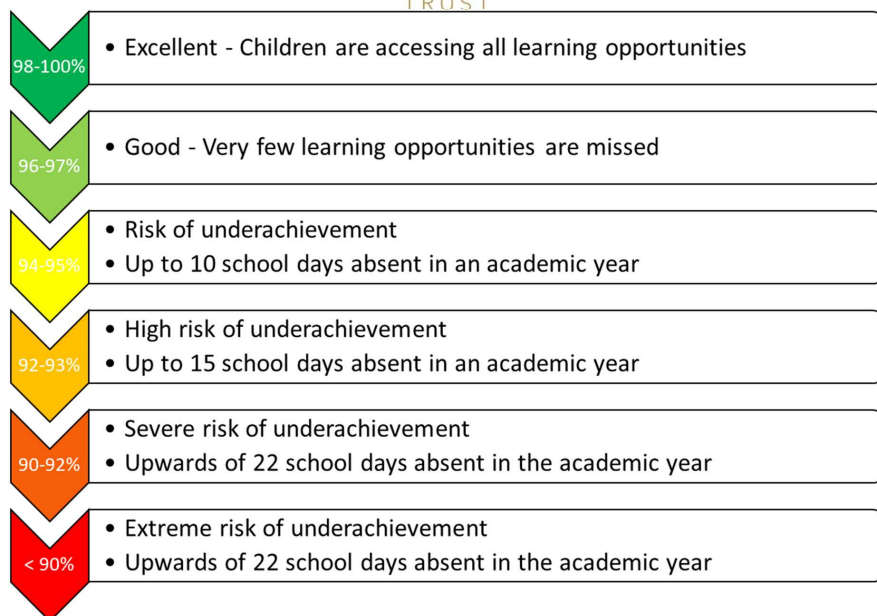 TRUST
98-100%
• Excellent - Children are accessing all learning opportunities
96-97%
• Good - Very few learning opportunities are missed
94-95%
• Risk of underachievement
• Up to 10 school days absent in an academic year
92-93%
• High risk of underachievement
• Up to 15 school days absent in an academic year
90-92%
• Severe risk of underachievement
• Upwards of 22 school days absent in the academic year
< 90%
• Extreme risk of underachievement
• Upwards of 22 school days absent in the academic year